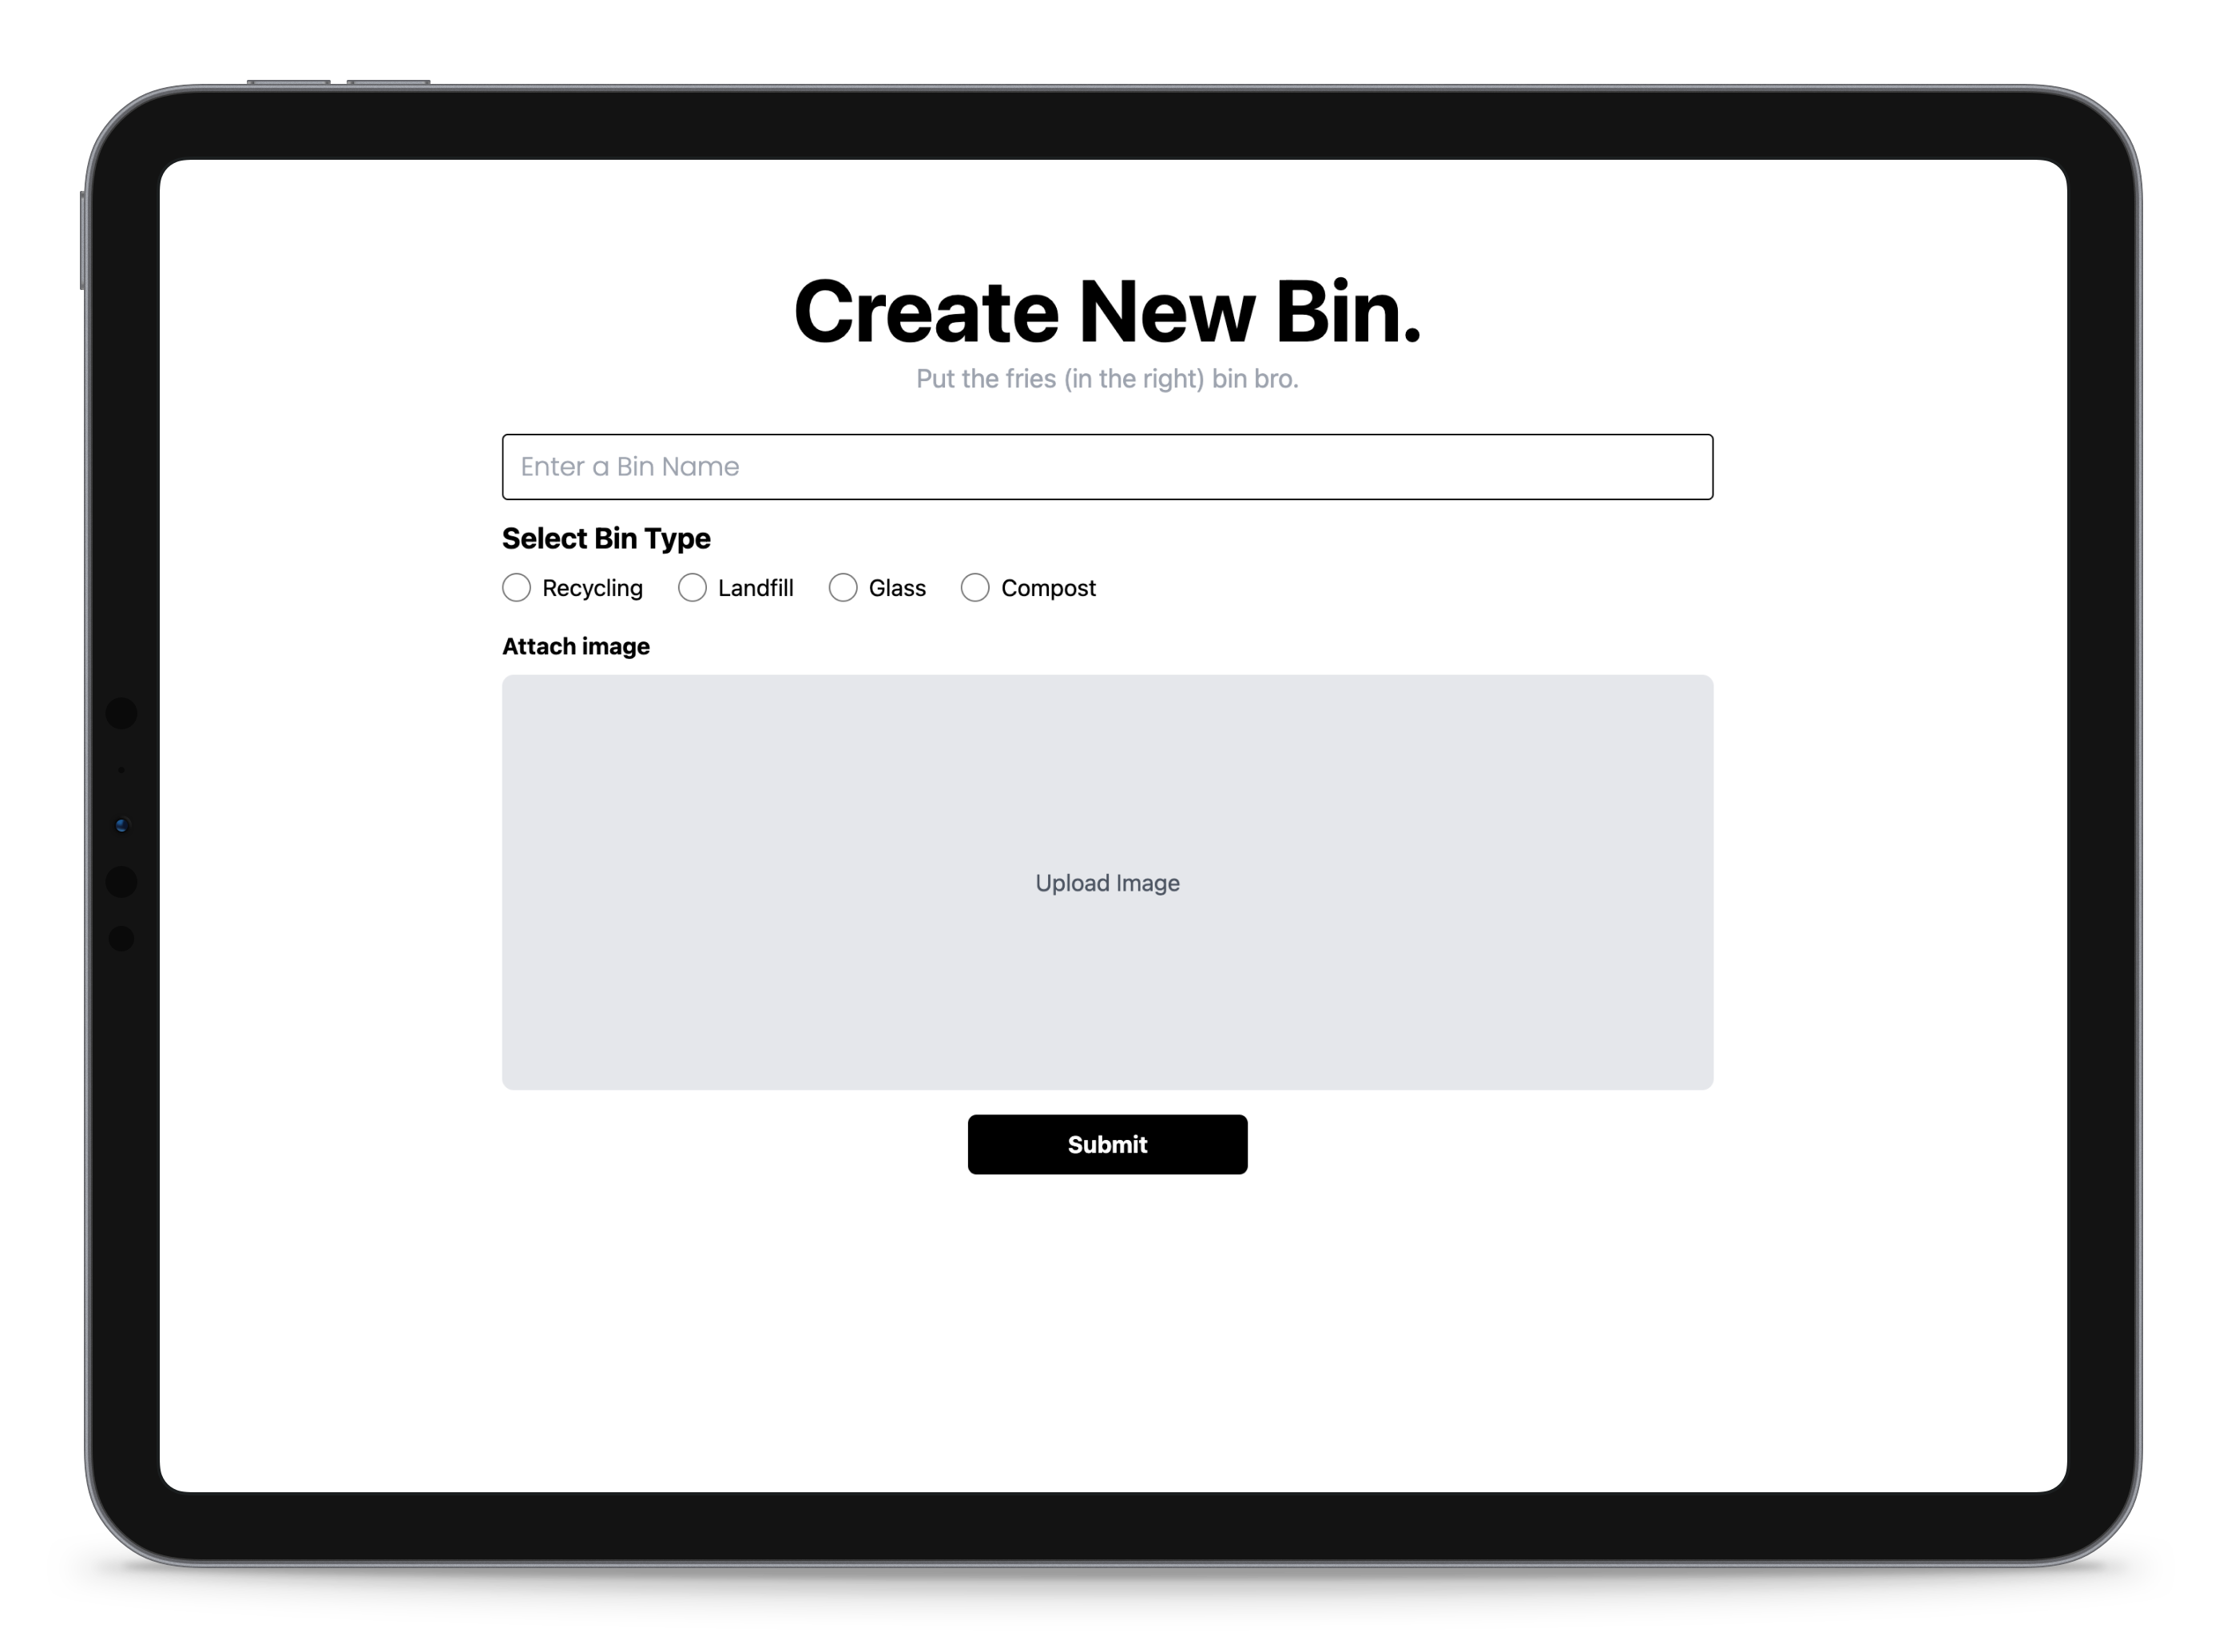 Create New Bin.
Put the fries (in the right) bin bro.
Enter a Bin Name
Select Bin Type
Recycling Landfill Glass Compost
Attach image
Upload Image
Submit